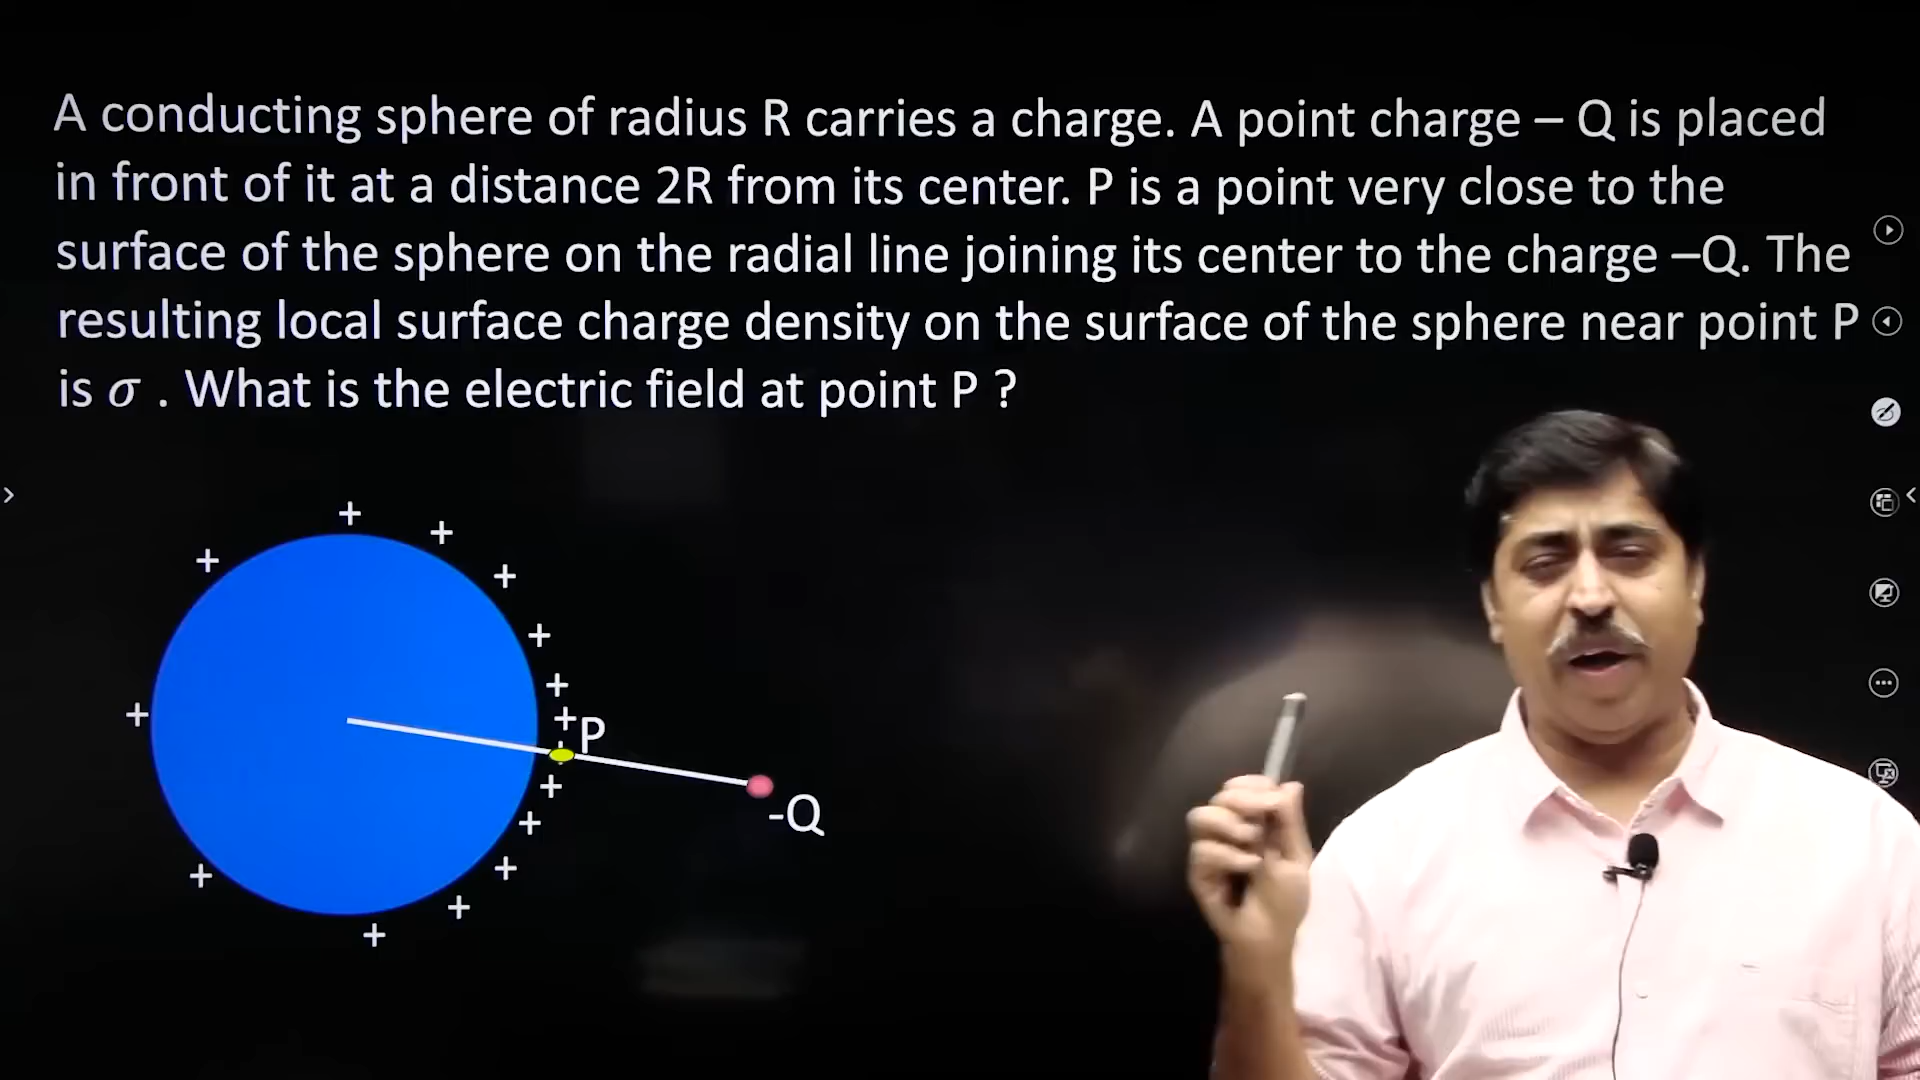 A conducting sphere of radius R carries a charge. A point charge – Q is placed
in front of it at a distance 2R from its center. P is a point very close to the
surface of the sphere on the radial line joining its center to the charge –Q. The
resulting local surface charge density on the surface of the sphere near point P
is σ . What is the electric field at point P ?
+
+
+
+
+
+
+
+ P
+
-Q
+
+
+
+
+